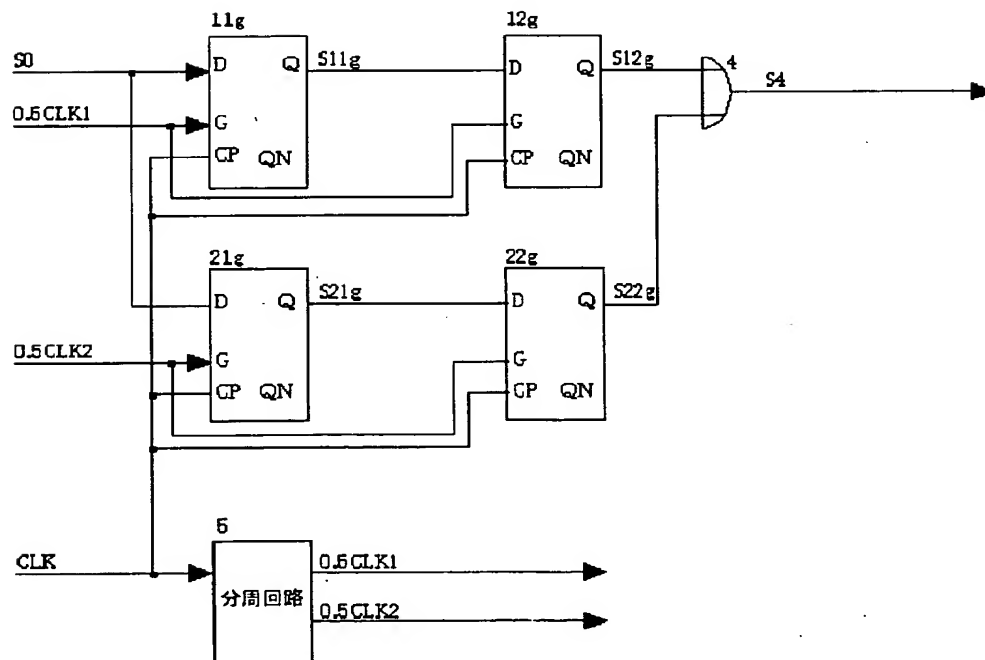 11g
12g
S0
D
Q
S11g
D
Q
S12g
4
S4
0.5CLK1
G
G
CP
QN
CP
QN
21g
22g
D
Q
S21g
D
Q
S22g
0.5CLK2
G
G
CP
QN
CP
QN
5
CLK
分周回路
0.5CLK1
0.5CLK2